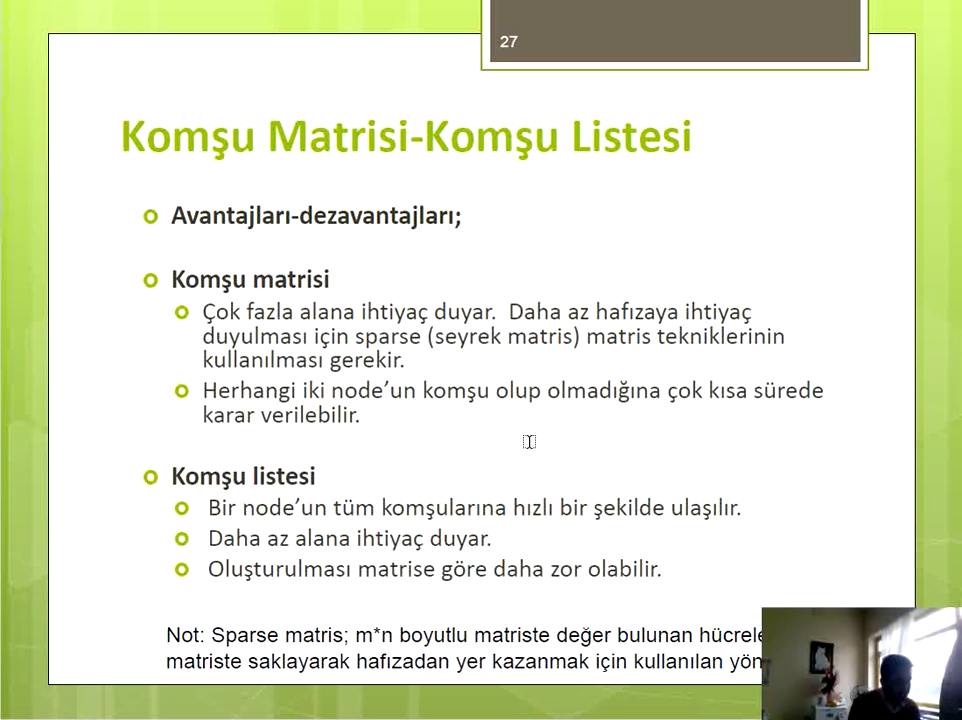 27
Komşu Matrisi-Komşu Listesi
Avantajları-dezavantajları;
Komşu matrisi
Çok fazla alana ihtiyaç duyar. Daha az hafızaya ihtiyaç
duyulması için sparse (seyrek matris) matris tekniklerinin
kullanılması gerekir.
Herhangi iki node’un komşu olup olmadığına çok kısa sürede
karar verilebilir.
Komşu listesi
Bir node’un tüm komşularına hızlı bir şekilde ulaşılır.
Daha az alana ihtiyaç duyar.
Oluşturulması matrise göre daha zor olabilir.
Not: Sparse matris; m*n boyutlu matriste değer bulunan
matriste saklayarak hafızadan yer kazanmak için kullanılan